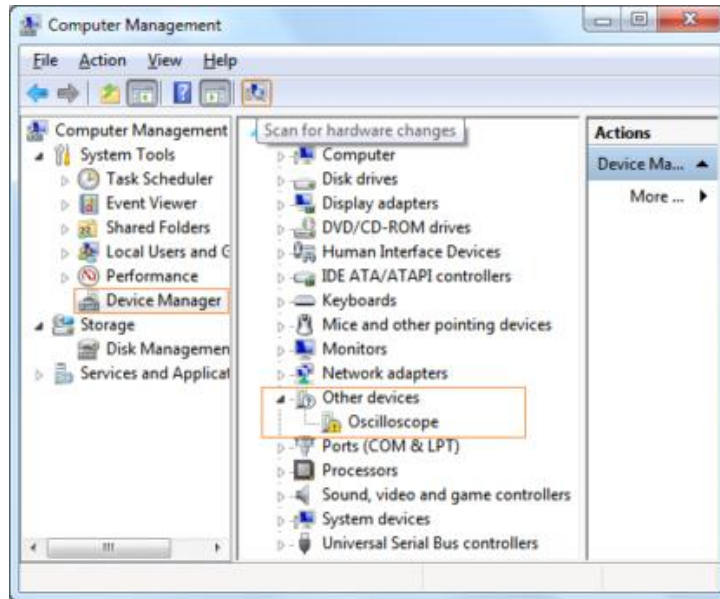 Computer Management
File Action View Help
Computer Management
System Tools
Task Scheduler
Event Viewer
Shared Folders
Local Users and G
Performance
Device Manager
Storage
Disk Managemen
Services and Applicat
Scan for hardware changes
Computer
Disk drives
Display adapters
DVD/CD-ROM drives
Human Interface Devices
IDE ATA/ATAPI controllers
Keyboards
Mice and other pointing devices
Monitors
Network adapters
Other devices
Oscilloscope
Ports (COM & LPT)
Processors
Sound, video and game controllers
System devices
Universal Serial Bus controllers
Actions
Device Ma...
More ...